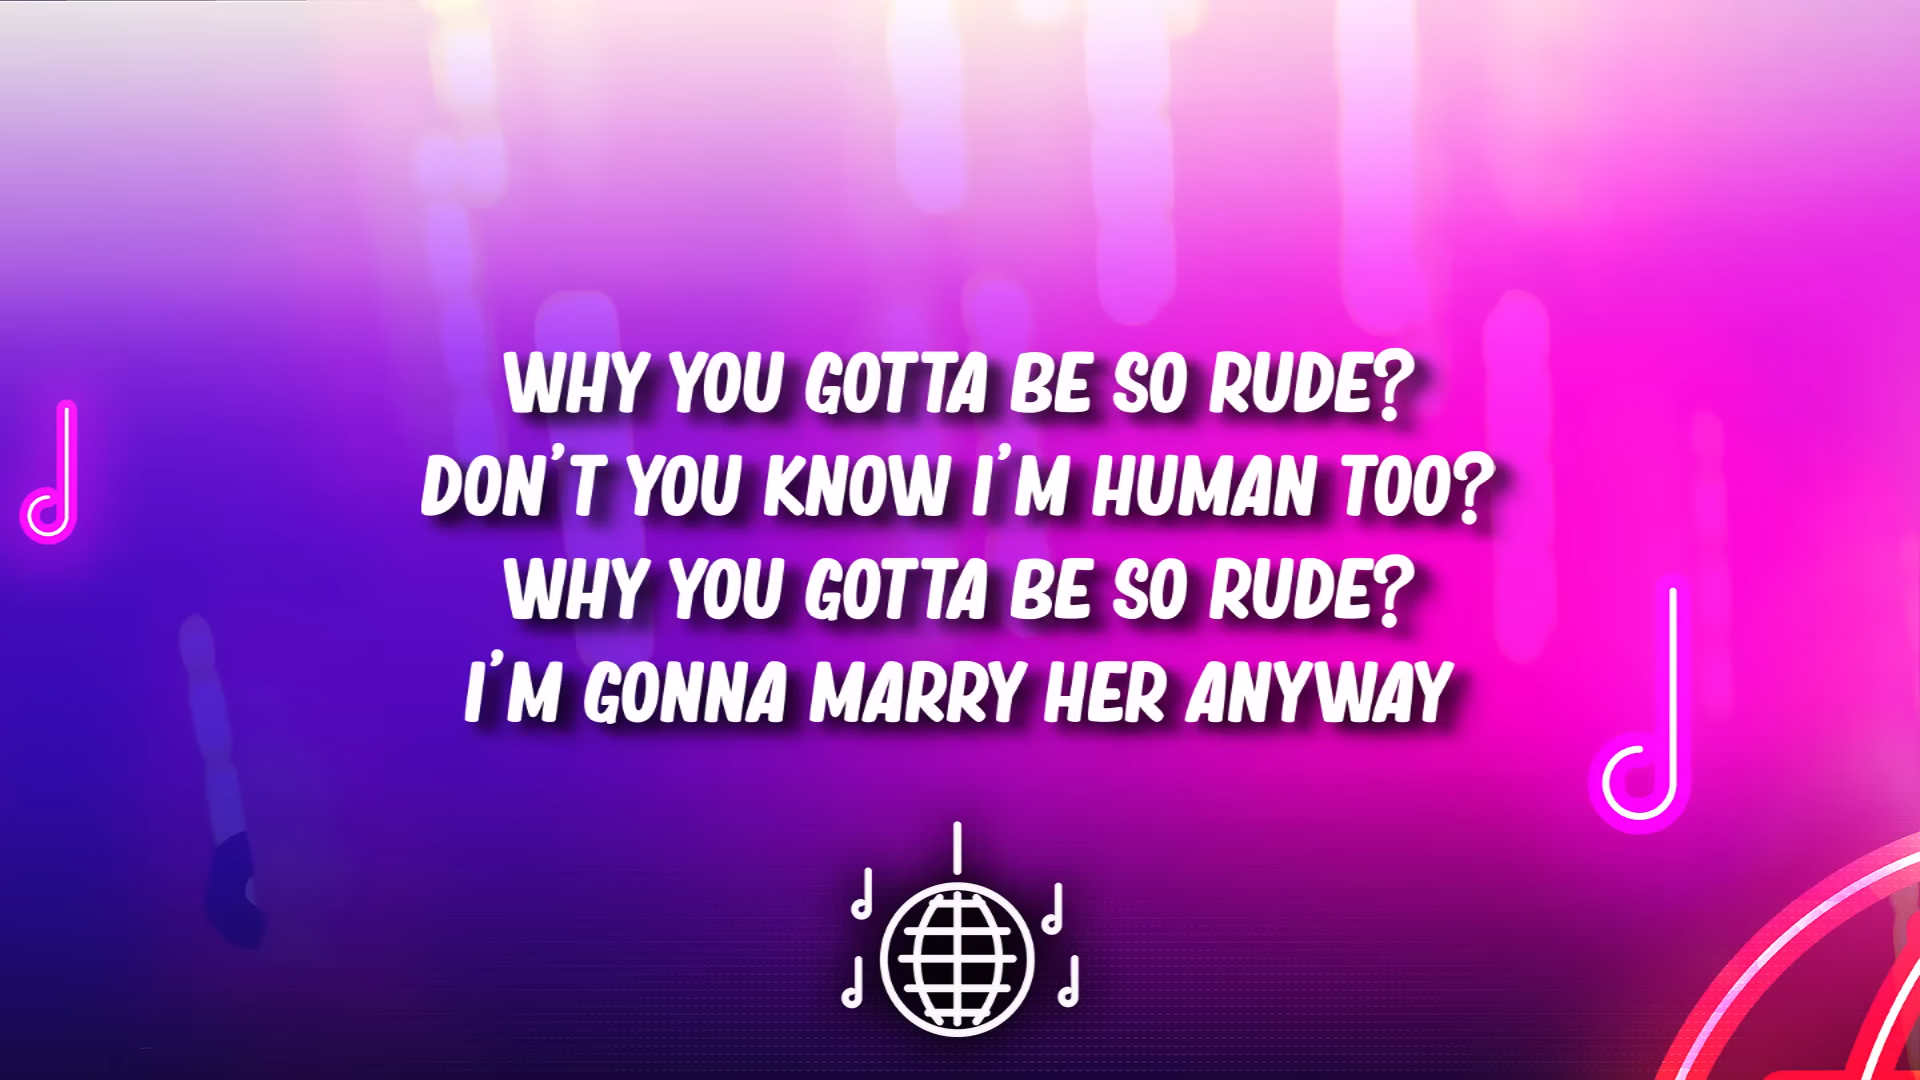 WHY YOU GOTTA BE SO RUDE?
DON'T YOU KNOW I'M HUMAN TOO?
WHY YOU GOTTA BE SO RUDE?
I'M GONNA MARRY HER ANYWAY